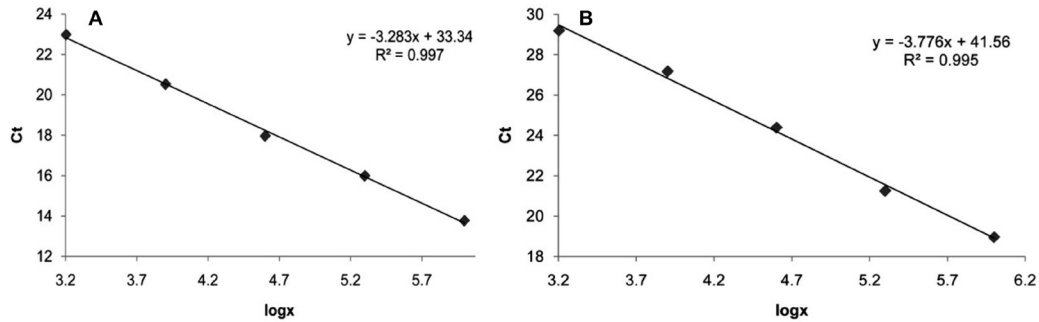 A
y = -3.283x + 33.34
R² = 0.997
24
22
20
18
16
14
12
Ct
3.2 3.7 4.2 4.7 5.2 5.7
logx
B
y = -3.776x + 41.56
R² = 0.995
30
28
26
24
22
20
18
Ct
3.2 3.7 4.2 4.7 5.2 5.7 6.2
logx